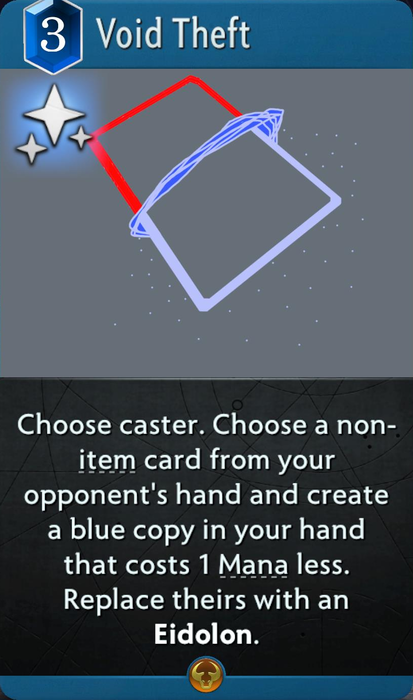 3
Void Theft
Choose caster. Choose a non-
item card from your
opponent's hand and create
a blue copy in your hand
that costs 1 Mana less.
Replace theirs with an
Eidolon.